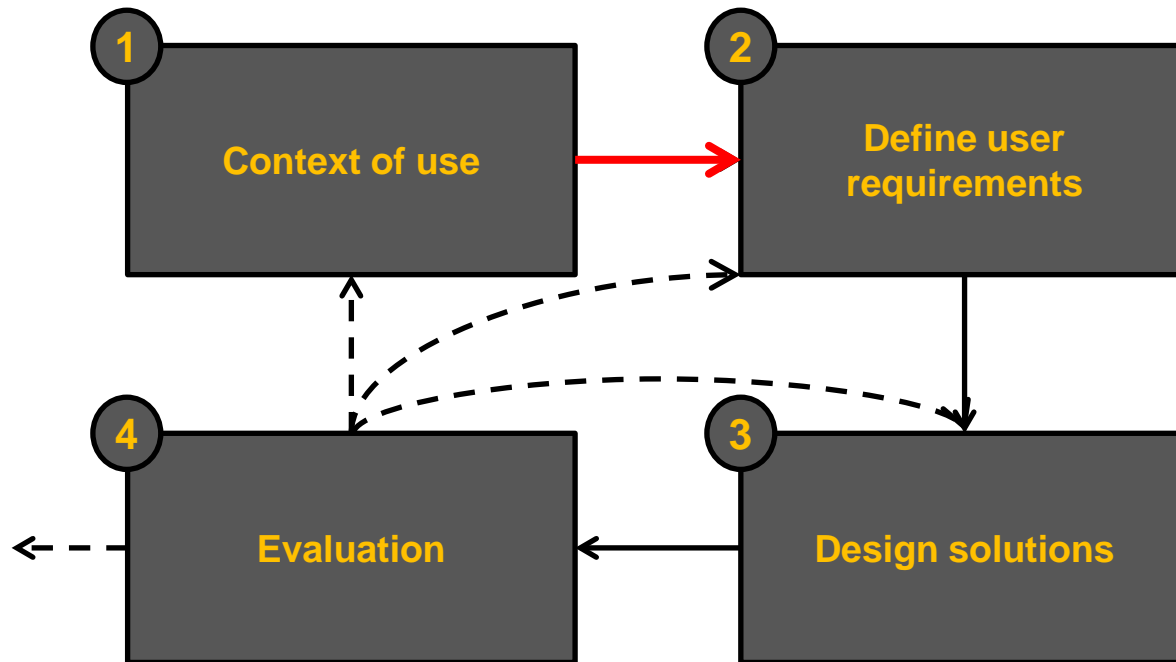 1
Context of use
2
Define user
requirements
3
Design solutions
4
Evaluation